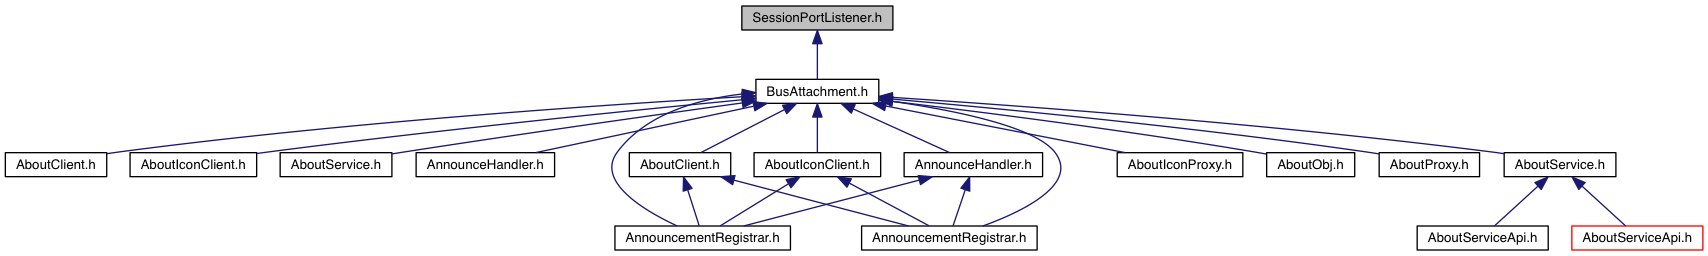 SessionPortListener.h
BusAttachment.h
AboutClient.h
AboutIconClient.h
AboutService.h
AnnounceHandler.h
AboutClient.h
AboutIconClient.h
AnnounceHandler.h
AboutIconProxy.h
AboutObj.h
AboutProxy.h
AboutService.h
AnnouncementRegistrar.h
AnnouncementRegistrar.h
AboutServiceApi.h
AboutServiceApi.h